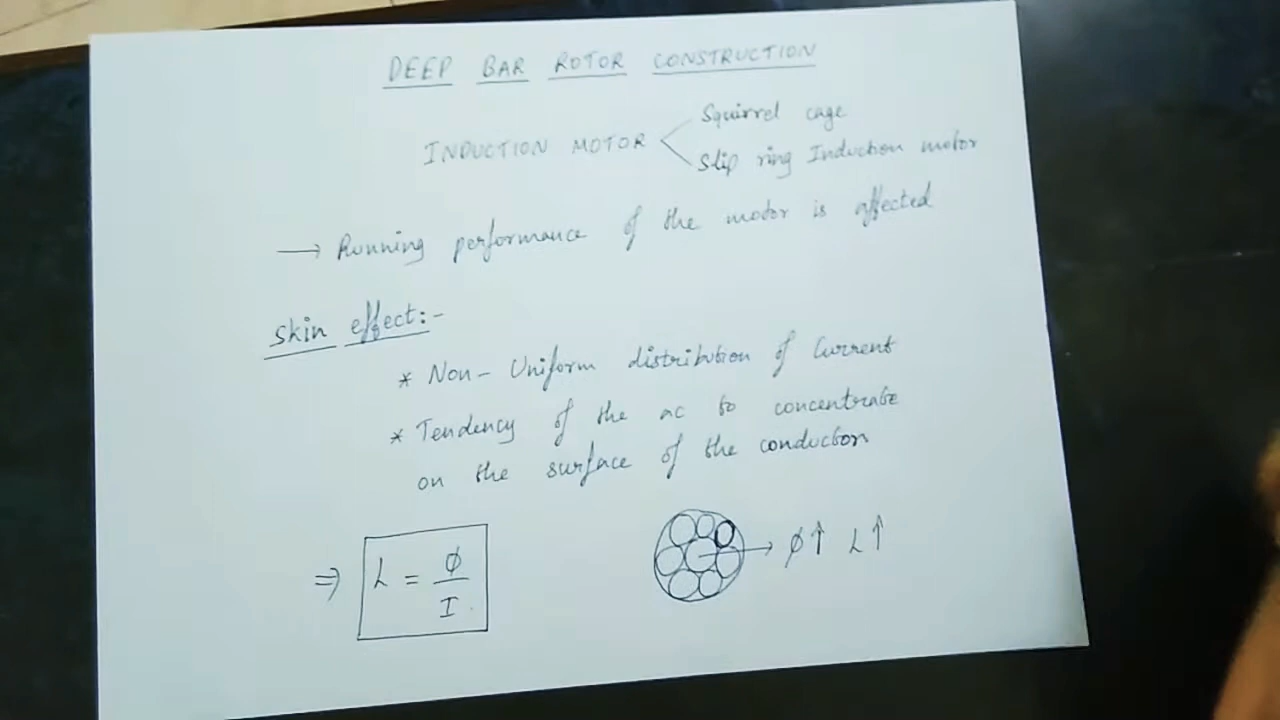 DEEP BAR ROTOR CONSTRUCTION
INDUCTION MOTOR
Squirrel cage
Slip ring Induction motor
→ Running performance of the motor is affected
Skin effect:-
* Non-Uniform distribution of Current
* Tendency of the ac to concentrate
on the surface of the conductor
⇒ L = ϕ / I
ϕ↑ L↑